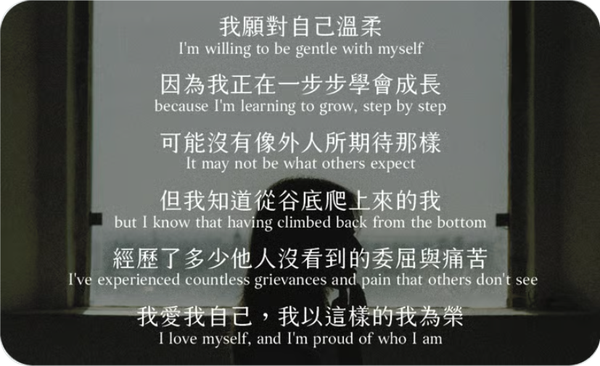 我願對自己溫柔
I'm willing to be gentle with myself
因為我正在一步步學會成長
because I'm learning to grow, step by step
可能沒有像外人所期待那樣
It may not be what others expect
但我知道從谷底爬上來的我
but I know that having climbed back from the bottom
經歷了多少他人沒看到的委屈與痛苦
I've experienced countless grievances and pain that others don't see
我愛我自己，我以這樣的我為榮
I love myself, and I'm proud of who I am